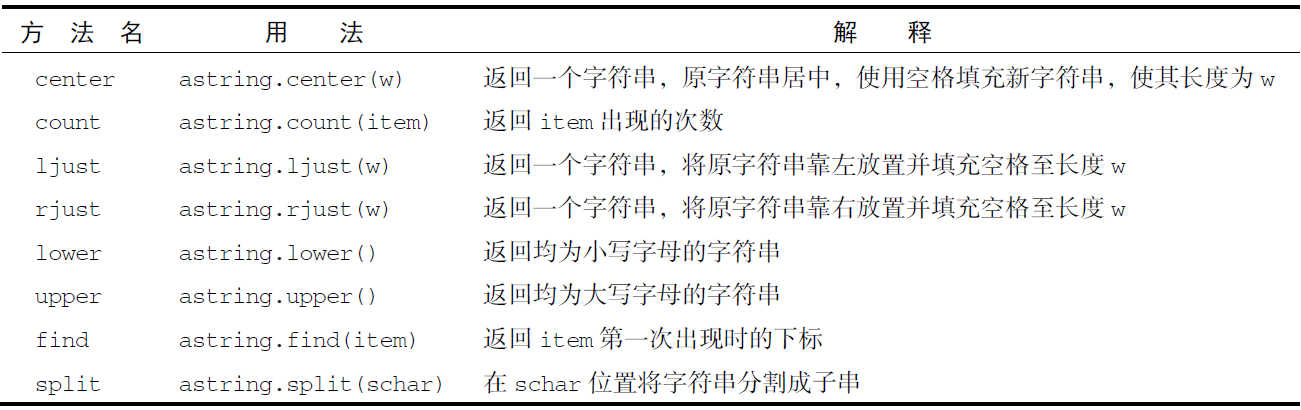 方 法 名 用 法 解 释
center astring.center(w) 返回一个字符串，原字符串居中，使用空格填充新字符串，使其长度为 w
count astring.count(item) 返回 item 出现的次数
ljust astring.ljust(w) 返回一个字符串，将原字符串靠左放置并填充空格至长度 w
rjust astring.rjust(w) 返回一个字符串，将原字符串靠右放置并填充空格至长度 w
lower astring.lower() 返回均为小写字母的字符串
upper astring.upper() 返回均为大写字母的字符串
find astring.find(item) 返回 item 第一次出现时的下标
split astring.split(schar) 在 schar 位置将字符串分割成子串